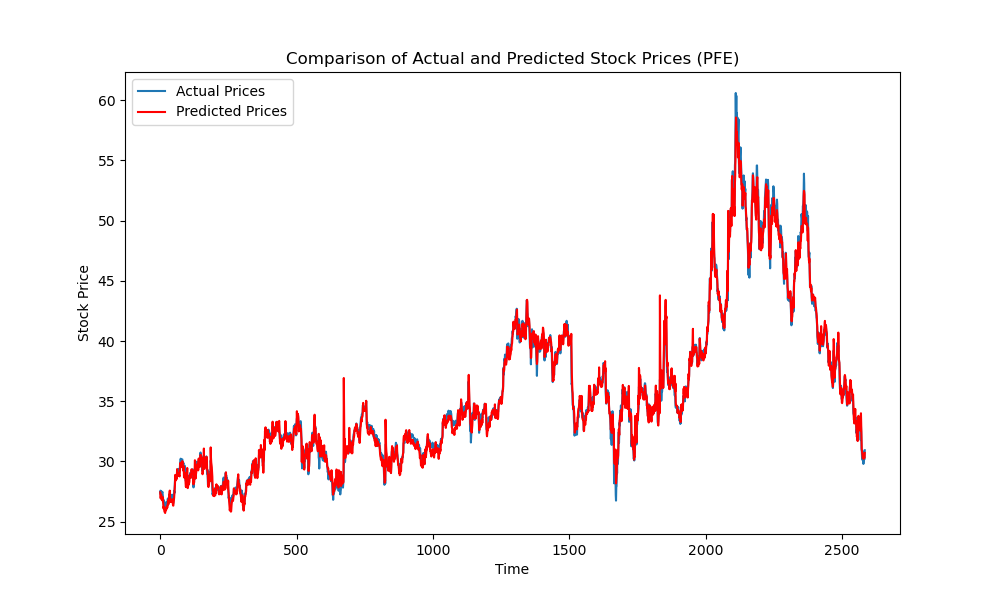 Comparison of Actual and Predicted Stock Prices (PFE)
Actual Prices
Predicted Prices
60
55
50
45
40
35
30
25
Stock Price
0 500 1000 1500 2000 2500
Time